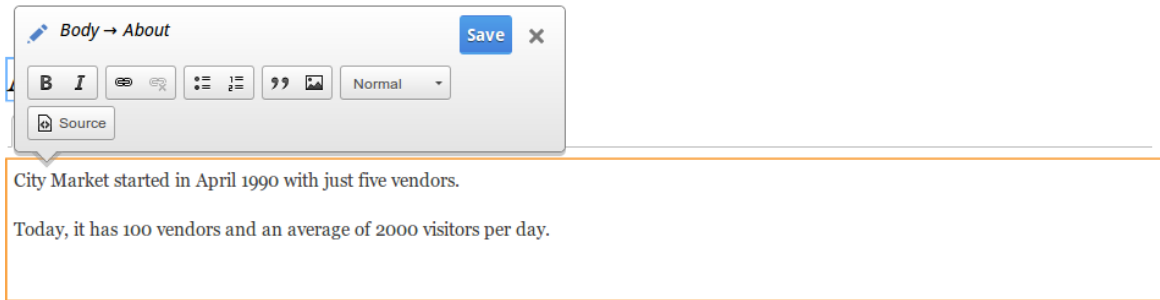 Body → About
Save
B I
Normal
Source
City Market started in April 1990 with just five vendors.
Today, it has 100 vendors and an average of 2000 visitors per day.